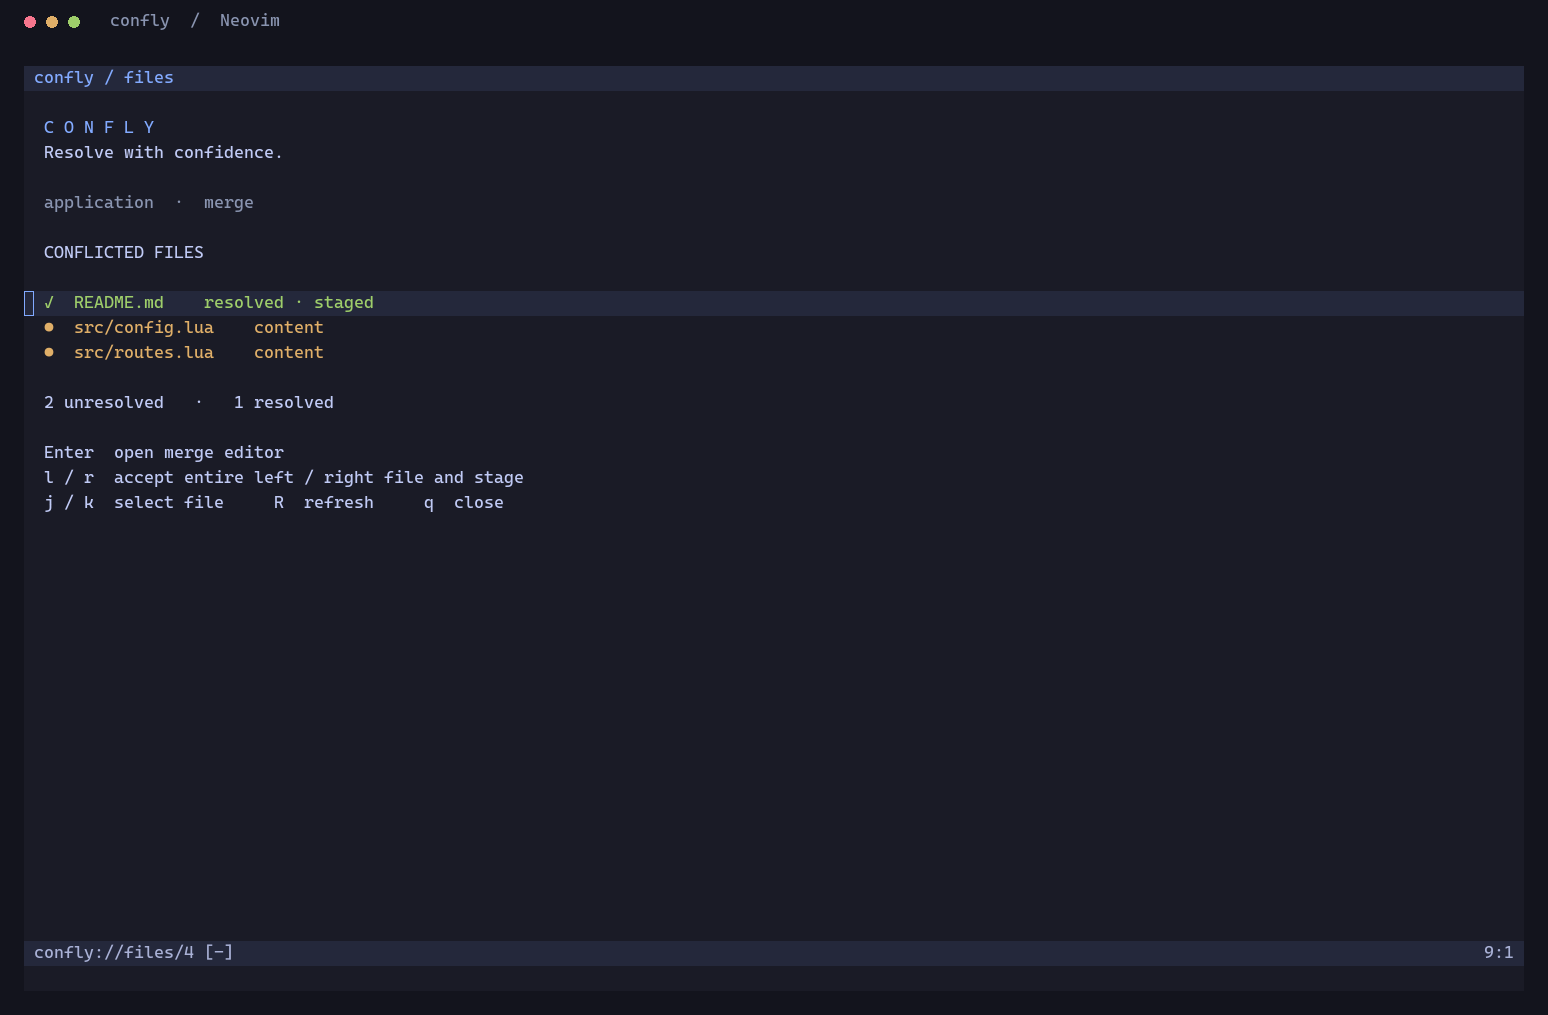 confly / Neovim
confly / files
C O N F L Y
Resolve with confidence.
application · merge
CONFLICTED FILES
✓ README.md resolved · staged
● src/config.lua content
● src/routes.lua content
2 unresolved · 1 resolved
Enter open merge editor
l / r accept entire left / right file and stage
j / k select file R refresh q close
confly://files/4 [-] 9:1